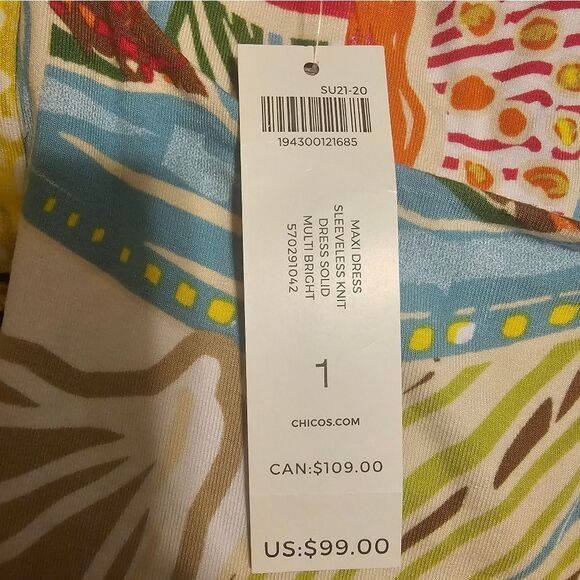 SU21-20
194300121685
MAXI DRESS
SLEEVELESS KNIT
DRESS SOLID
MULTI BRIGHT
570291042
1
CHICOS.COM
CAN:$109.00
US:$99.00